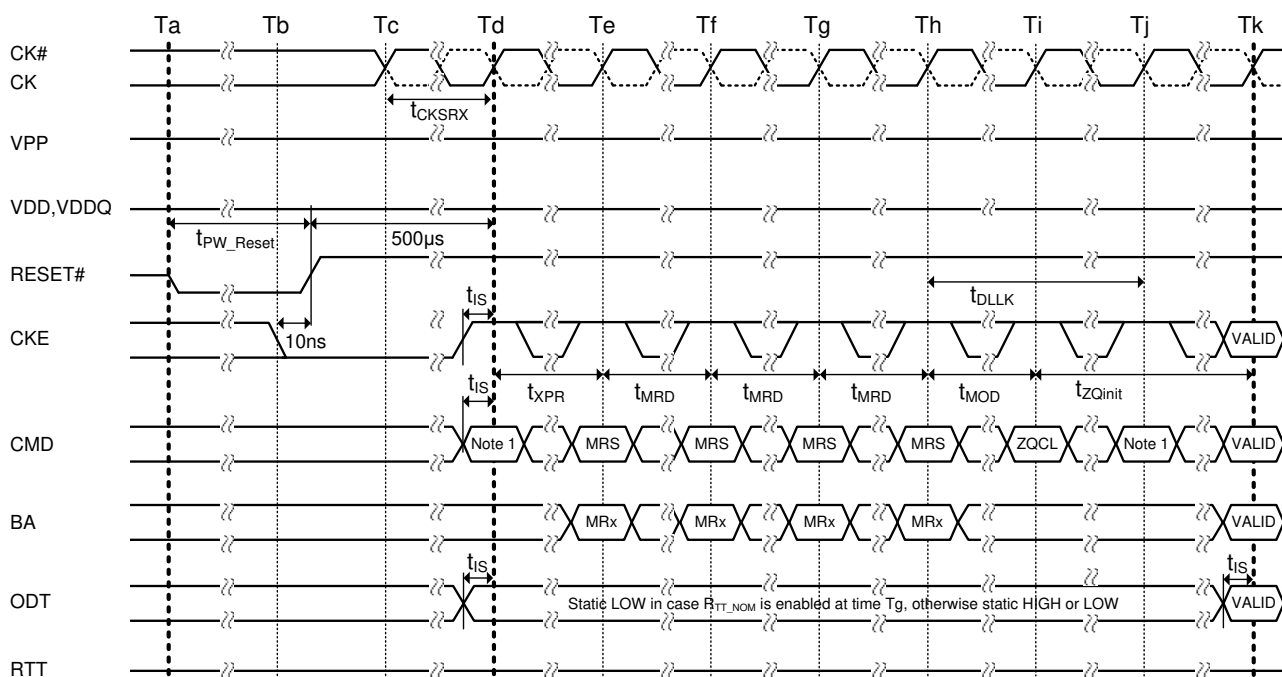 Ta Tb Tc Td Te Tf Tg Th Ti Tj Tk
CK#
CK
tCKSRX
VPP
VDD,VDDQ
tPW_Reset 500µs
RESET#
tIS tDLLK
CKE 10ns VALID
tIS tXPR tMRD tMRD tMRD tMOD tZQinit
CMD Note 1 MRS MRS MRS MRS ZQCL Note 1 VALID
BA MRx MRx MRx MRx VALID
tIS tIS
ODT Static LOW in case RTT_NOM is enabled at time Tg, otherwise static HIGH or LOW VALID
RTT